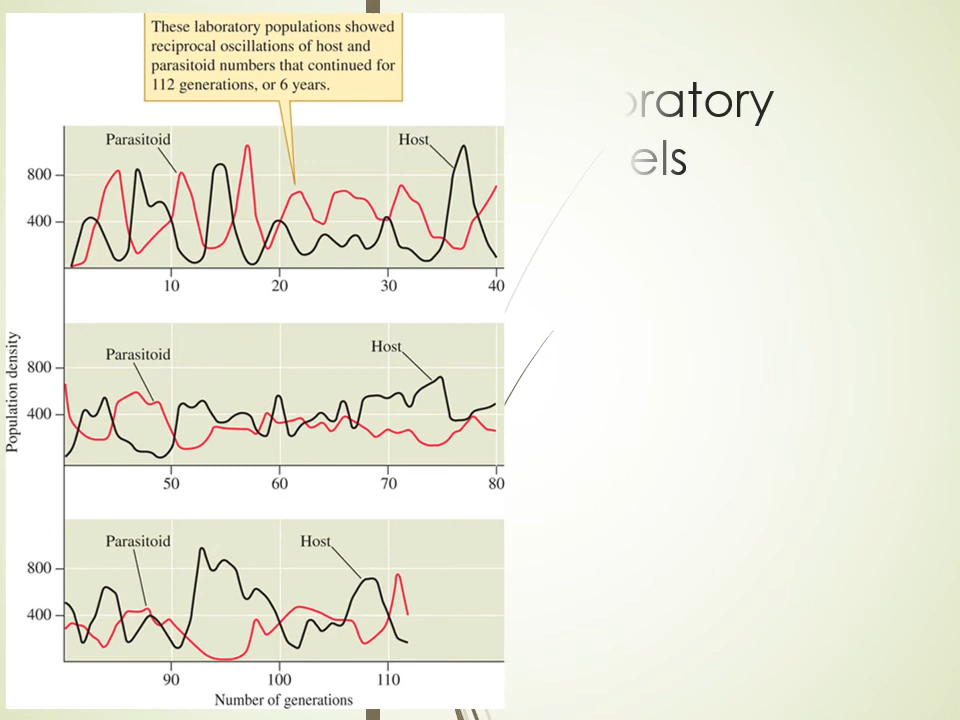 These laboratory populations showed
reciprocal oscillations of host and
parasitoid numbers that continued for
112 generations, or 6 years.
Parasitoid
Host
800
400
10
20
30
40
Parasitoid
Host
800
400
50
60
70
80
Parasitoid
Host
800
400
90
100
110
Number of generations
Population density